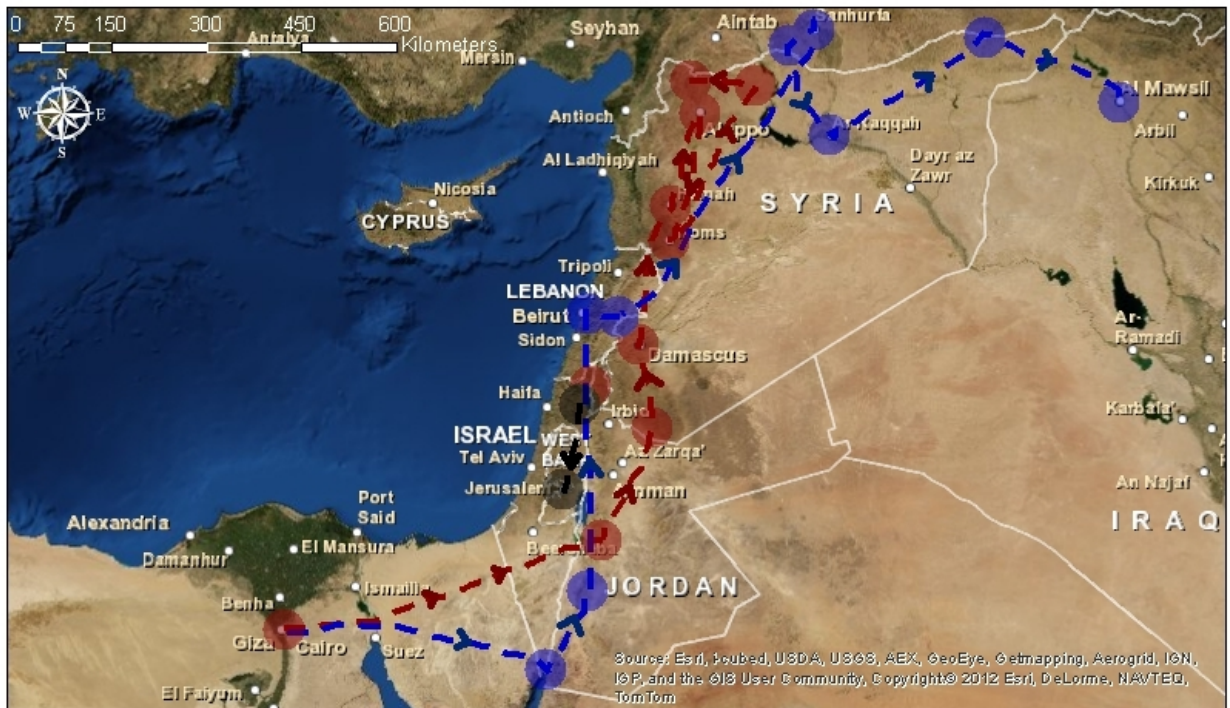 0 75 150 300 450 600
Kilometers
N
W E
S
Antalya
Mersin
Seyhan
Aintab
Sanhurfa
Antioch
Aleppo
Al Ladhiqiyah
Ar Raqqah
Al Mawsil
Arbil
Dayr az
Zawr
Kirkuk
Nicosia
CYPRUS
SYRIA
Tripoli
LEBANON
Beirut
Sidon
Damascus
Ar-
Ramadi
Haifa
Irbid
Karbala'
ISRAEL
WEST
BA
Tel Aviv
Az Zarqa'
Jerusalem
Amman
An Najaf
Port
Said
IRAQ
Alexandria
Damanhur
El Mansura
Ismailia
JORDAN
Benha
Giza
Cairo
Suez
El Faiyum
Source: Esri, i-cubed, USDA, USGS, AEX, GeoEye, Getmapping, Aerogrid, IGN,
IGP, and the GIS User Community, Copyright:© 2012 Esri, DeLorme, NAVTEQ,
TomTom